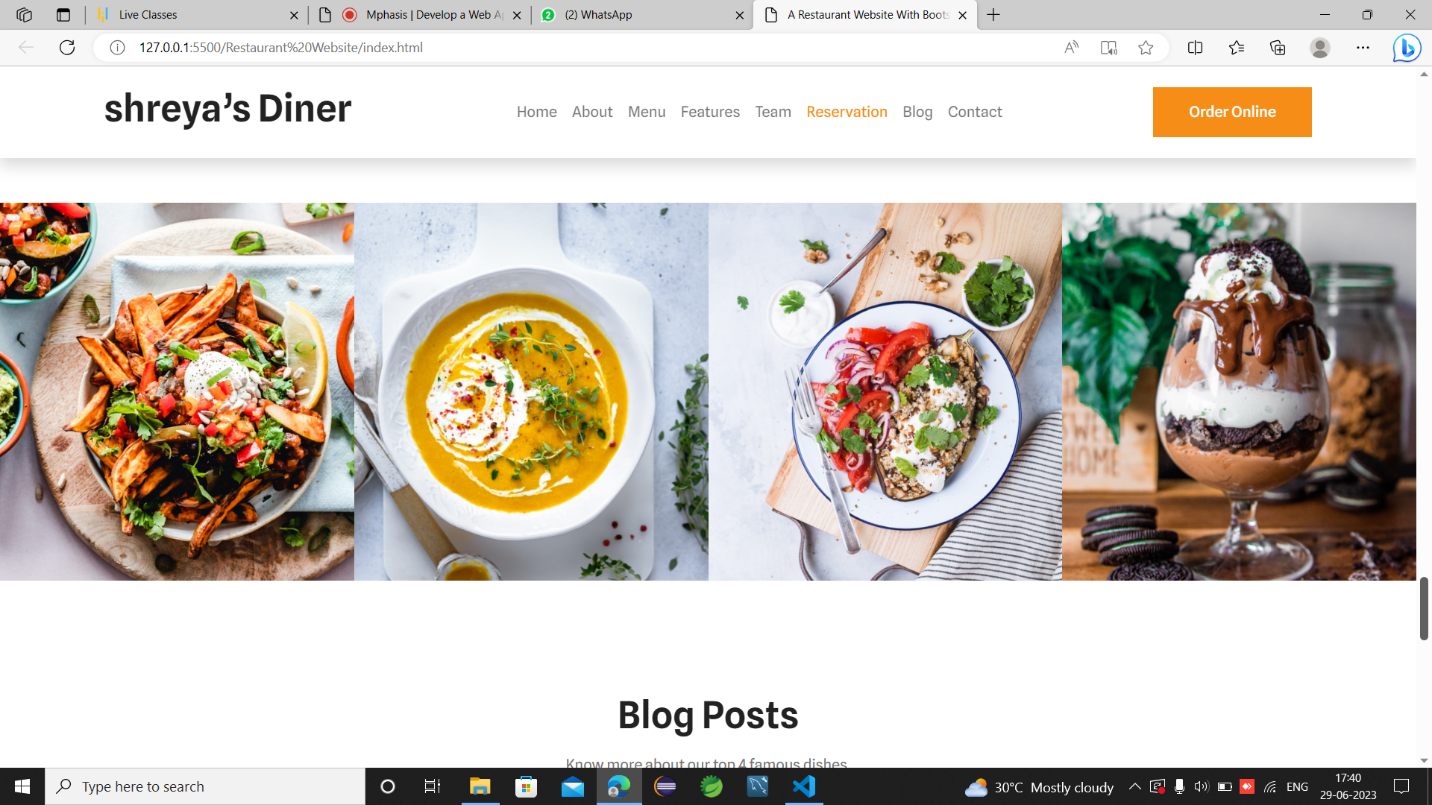 Live Classes
Mphasis | Develop a Web Ap
(2) WhatsApp
A Restaurant Website With Boots
127.0.0.1:5500/Restaurant%20Website/index.html
shreya’s Diner
Home About Menu Features Team Reservation Blog Contact
Order Online
HOME
Blog Posts
Know more about our top 4 famous dishes
Type here to search
30°C Mostly cloudy
ENG
17:40
29-06-2023